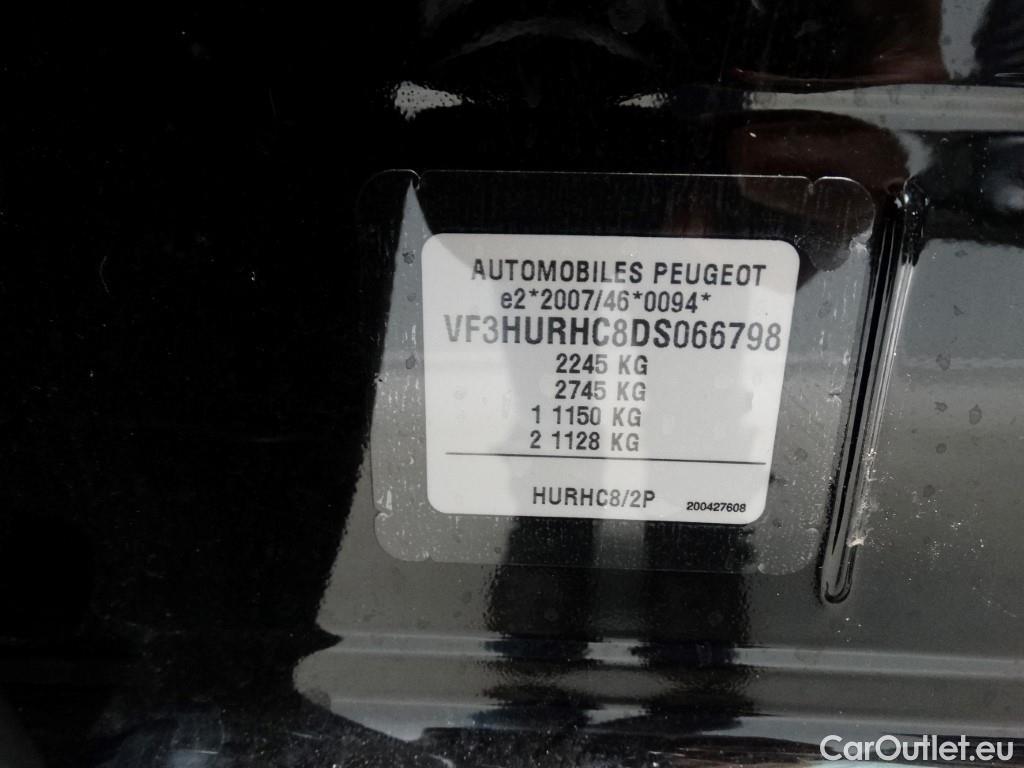 AUTOMOBILES PEUGEOT
e2*2007/46*0094*
VF3HURHC8DS066798
2245 KG
2745 KG
1 1150 KG
2 1128 KG
HURHC8/2P 200427608
CarOutlet.eu